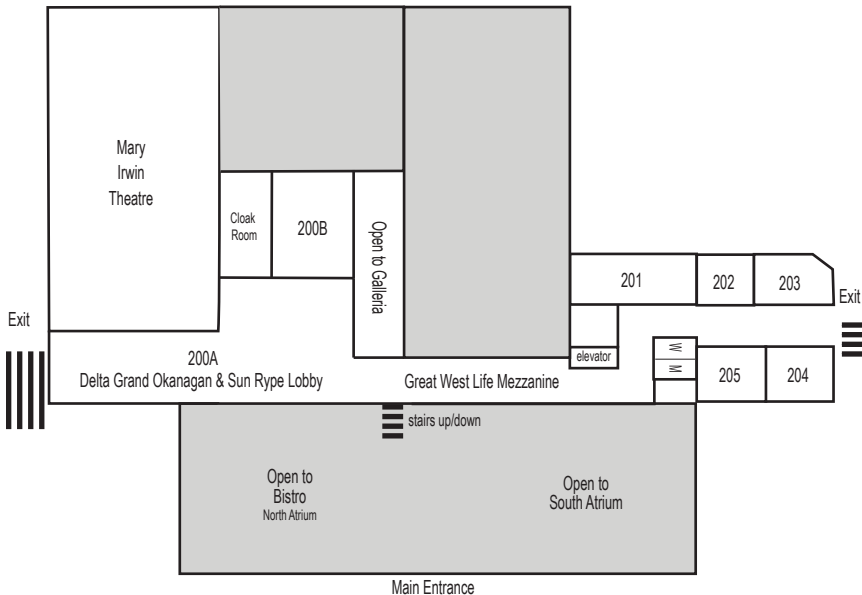 Mary
Irwin
Theatre
Cloak
Room
200B
Open to Galleria
201
202
203
Exit
Exit
elevator
W
M
200A
Delta Grand Okanagan & Sun Rype Lobby
Great West Life Mezzanine
205
204
stairs up/down
Open to
Bistro
North Atrium
Open to
South Atrium
Main Entrance